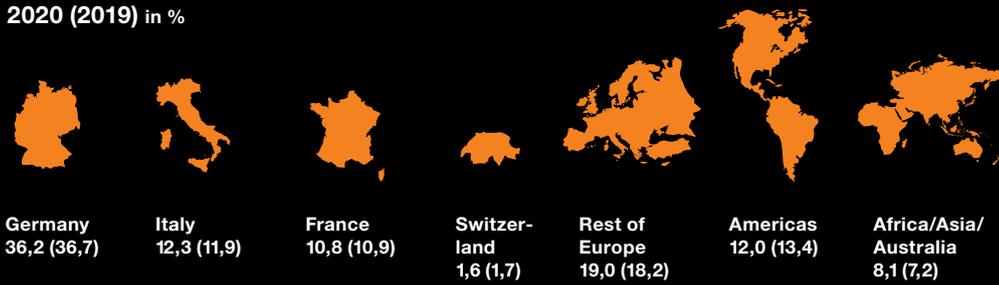 2020 (2019) in %
Germany
36,2 (36,7)
Italy
12,3 (11,9)
France
10,8 (10,9)
Switzer-
land
1,6 (1,7)
Rest of
Europe
19,0 (18,2)
Americas
12,0 (13,4)
Africa/Asia/
Australia
8,1 (7,2)